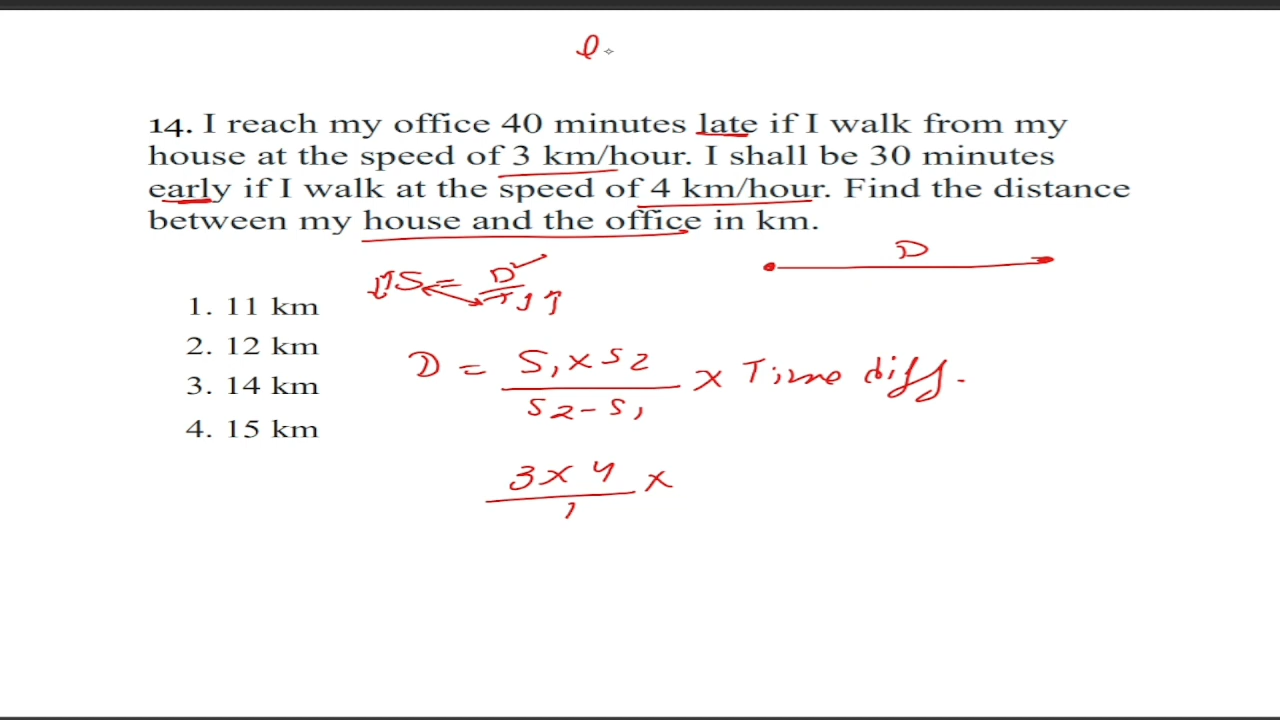 l
14. I reach my office 40 minutes late if I walk from my
house at the speed of 3 km/hour. I shall be 30 minutes
early if I walk at the speed of 4 km/hour. Find the distance
between my house and the office in km.
D
S = D/T
1. 11 km
2. 12 km
3. 14 km
4. 15 km
D = S1 × S2 / S2 - S1 × Time diff.
3 × 4 / 1 ×